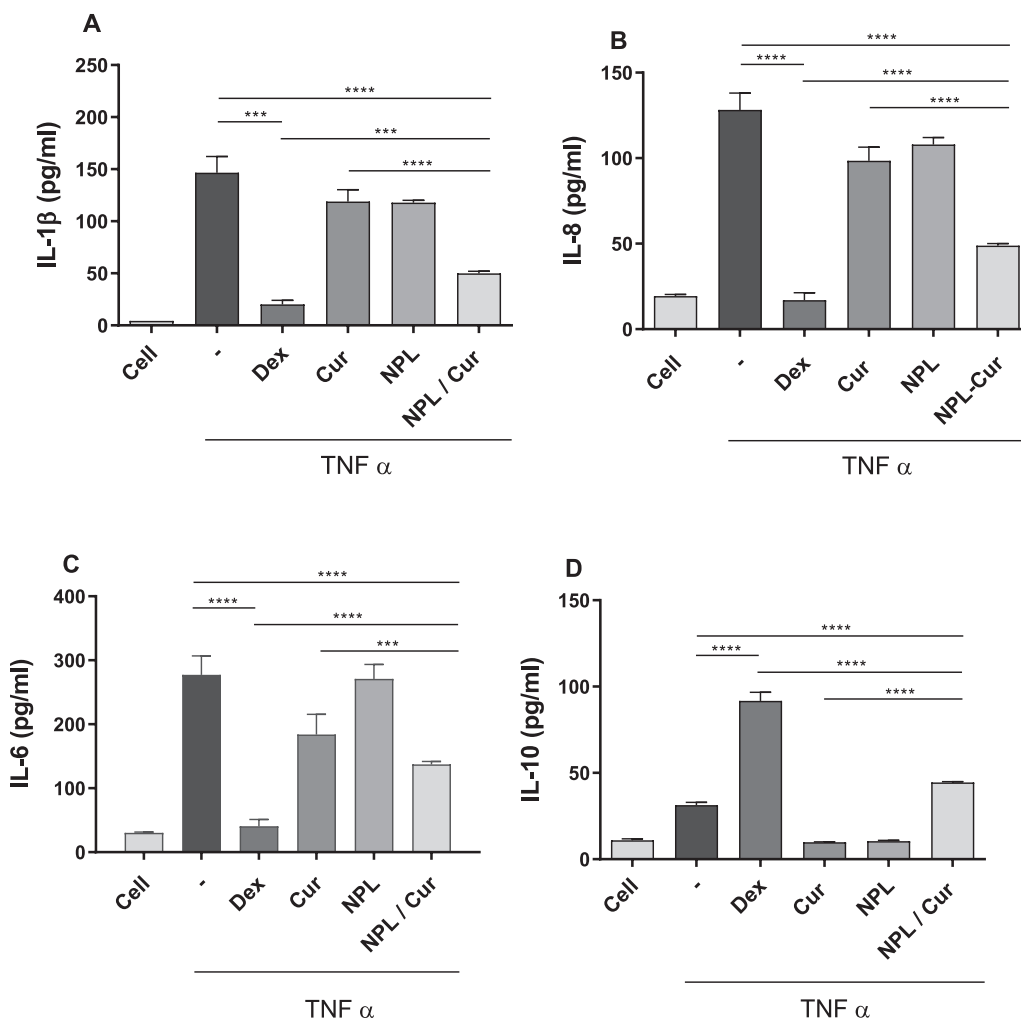 A
IL-1β (pg/ml)
250
200
150
100
50
0
****
***
***
****
Cell
-
Dex
Cur
NPL
NPL / Cur
TNF α
B
IL-8 (pg/ml)
150
100
50
0
****
****
****
****
Cell
-
Dex
Cur
NPL
NPL-Cur
TNF α
C
IL-6 (pg/ml)
400
300
200
100
0
****
****
****
***
Cell
-
Dex
Cur
NPL
NPL / Cur
TNF α
D
IL-10 (pg/ml)
150
100
50
0
****
****
****
****
Cell
-
Dex
Cur
NPL
NPL / Cur
TNF α